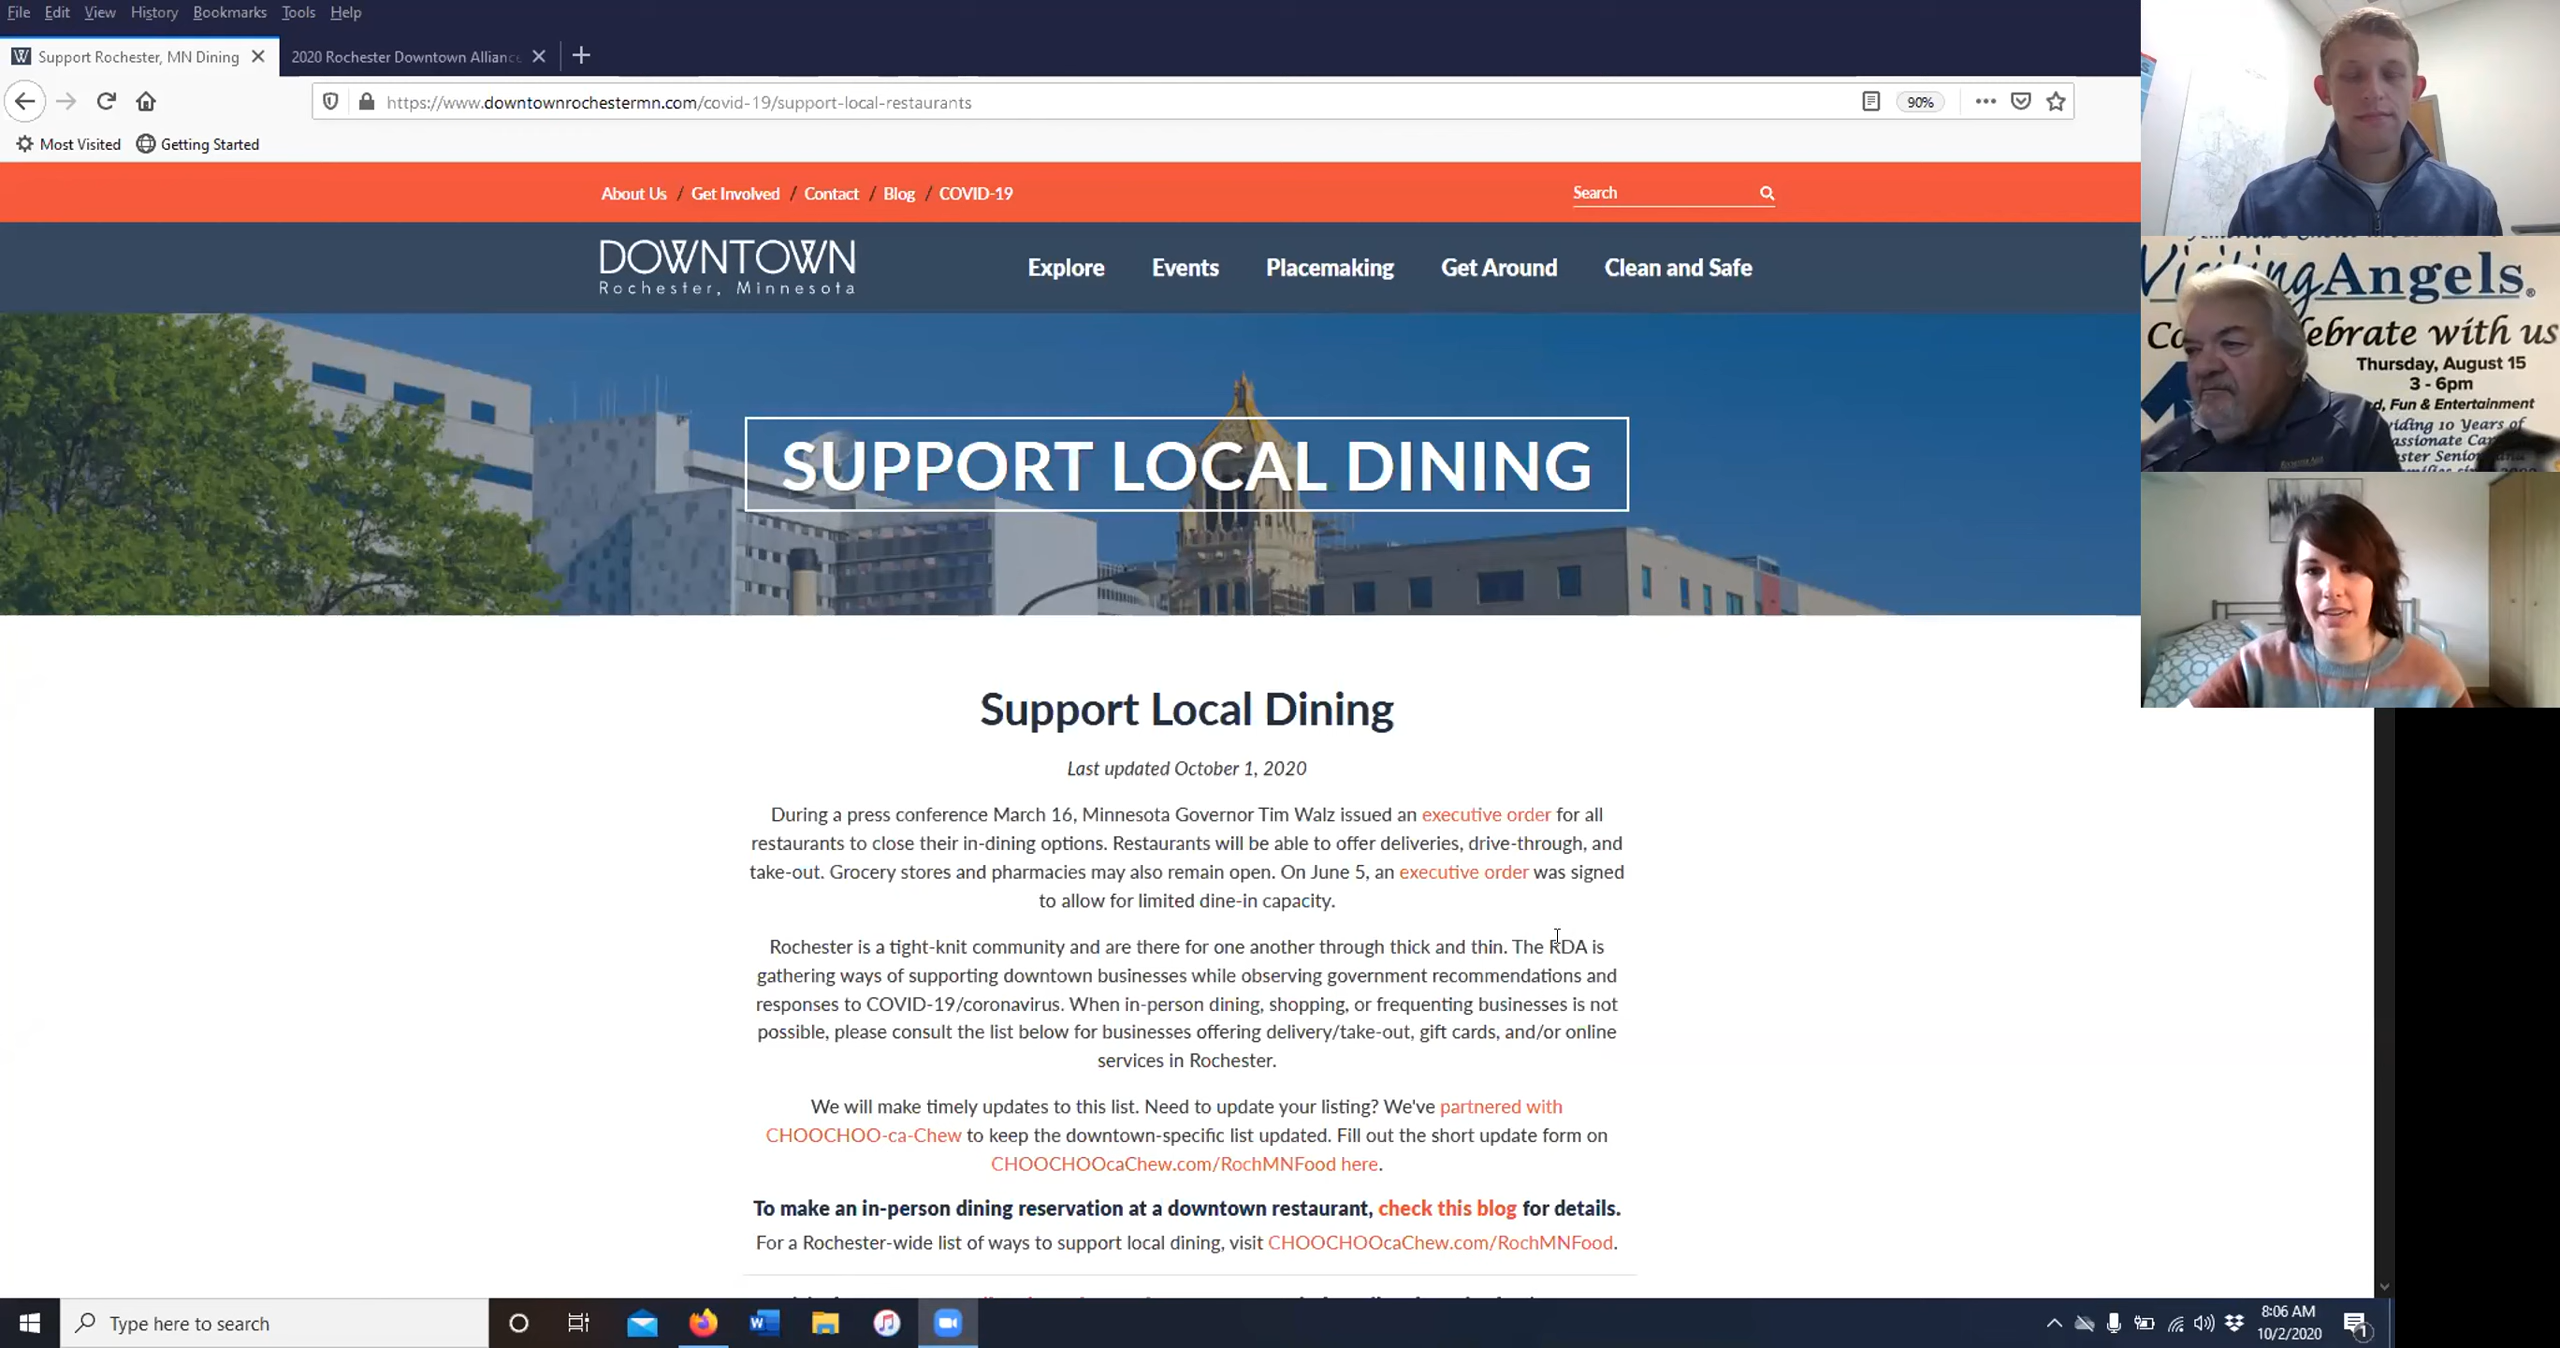 File Edit View History Bookmarks Tools Help
Support Rochester, MN Dining
2020 Rochester Downtown Alliance
https://www.downtownrochestermn.com/covid-19/support-local-restaurants
90%
Most Visited Getting Started
About Us / Get Involved / Contact / Blog / COVID-19
Search
DOWNTOWN
Rochester, Minnesota
Explore Events Placemaking Get Around Clean and Safe
SUPPORT LOCAL DINING
Support Local Dining
Last updated October 1, 2020
During a press conference March 16, Minnesota Governor Tim Walz issued an executive order for all
restaurants to close their in-dining options. Restaurants will be able to offer deliveries, drive-through, and
take-out. Grocery stores and pharmacies may also remain open. On June 5, an executive order was signed
to allow for limited dine-in capacity.
Rochester is a tight-knit community and are there for one another through thick and thin. The RDA is
gathering ways of supporting downtown businesses while observing government recommendations and
responses to COVID-19/coronavirus. When in-person dining, shopping, or frequenting businesses is not
possible, please consult the list below for businesses offering delivery/take-out, gift cards, and/or online
services in Rochester.
We will make timely updates to this list. Need to update your listing? We've partnered with
CHOOCHOO-ca-Chew to keep the downtown-specific list updated. Fill out the short update form on
CHOOCHOOcaChew.com/RochMNFood here.
To make an in-person dining reservation at a downtown restaurant, check this blog for details.
For a Rochester-wide list of ways to support local dining, visit CHOOCHOOcaChew.com/RochMNFood.
Type here to search
8:06 AM
10/2/2020
1
Angels
with us
Thursday, August 15
3 - 6pm
Fun & Entertainment
10 Years of